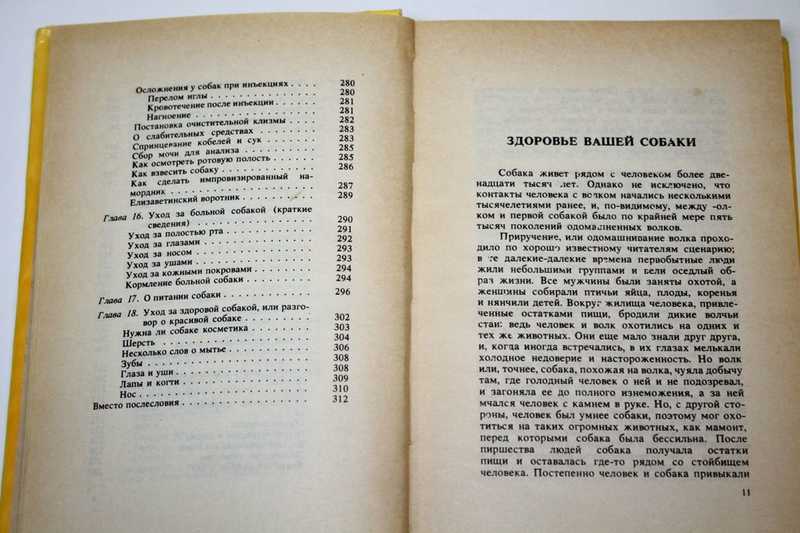 Осложнения у собак при инъекциях . . . . 280
Перелом иглы . . . . . . . . . . . . . . . 280
Кровотечение после инъекции . . . . . . 281
Нагноение . . . . . . . . . . . . . . . . . 281
Постановка очистительной клизмы . . . . 282
О слабительных средствах . . . . . . . . 283
Спринцевание кобелей и сук . . . . . . . 283
Сбор мочи для анализа . . . . . . . . . . 285
Как осмотреть ротовую полость . . . . . . 285
Как взвесить собаку . . . . . . . . . . . . 286
Как сделать импровизированный на-
мордник . . . . . . . . . . . . . . . . . . 287
Елизаветинский воротник . . . . . . . . . 289
Глава 16. Уход за больной собакой (краткие
сведения) . . . . . . . . . . . . . . . 290
Уход за полостью рта . . . . . . . . . . . 291
Уход за глазами . . . . . . . . . . . . . . 292
Уход за носом . . . . . . . . . . . . . . . 293
Уход за ушами . . . . . . . . . . . . . . . 293
Уход за кожными покровами . . . . . . . . 294
Кормление больной собаки . . . . . . . . . 294
Глава 17. О питании собаки . . . . . . . . . 296
Глава 18. Уход за здоровой собакой, или разго-
вор о красивой собаке . . . . . . . . 302
Нужна ли собаке косметика . . . . . . . . 303
Шерсть . . . . . . . . . . . . . . . . . . 304
Несколько слов о мытье . . . . . . . . . . 306
Зубы . . . . . . . . . . . . . . . . . . . 308
Глаза и уши . . . . . . . . . . . . . . . . 308
Лапы и когти . . . . . . . . . . . . . . . 309
Нос . . . . . . . . . . . . . . . . . . . . 310
Вместо послесловия . . . . . . . . . . . . . 312
ЗДОРОВЬЕ ВАШЕЙ СОБАКИ
Собака живет рядом с человеком более две-
надцати тысяч лет. Однако не исключено, что
контакты человека с волком начались несколькими
тысячелетиями ранее, и, по-видимому, между -ол-
ком и первой собакой было по крайней мере пять
тысяч поколений одомашненных волков.
Приручение, или одомашнивание волка прохо-
дило по хорошо известному читателям сценарию;
в те далекие-далекие времена первобытные люди
жили небольшими группами и вели оседлый об-
раз жизни. Все мужчины были заняты охотой, а
женщины собирали птичьи яйца, плоды, коренья
и нянчили детей. Вокруг жилища человека, привле-
ченные остатками пищи, бродили дикие волчьи
стаи: ведь человек и волк охотились на одних и
тех же животных. Они еще мало знали друг друга,
и, когда иногда встречались, в их глазах мелькали
холодное недоверие и настороженность. Но волк
или, точнее, собака, похожая на волка, чуяла добычу
там, где голодный человек о ней и не подозревал,
и загоняла ее до полного изнеможения, а за ней
мчался человек с камнем в руке. Но, с другой сто-
роны, человек был умнее собаки, поэтому мог охо-
титься на таких огромных животных, как мамонт,
перед которыми собака была бессильна. После
пиршества людей собака получала остатки
пищи и оставалась где-то рядом со стойбищем
человека. Постепенно человек и собака привыкали
11